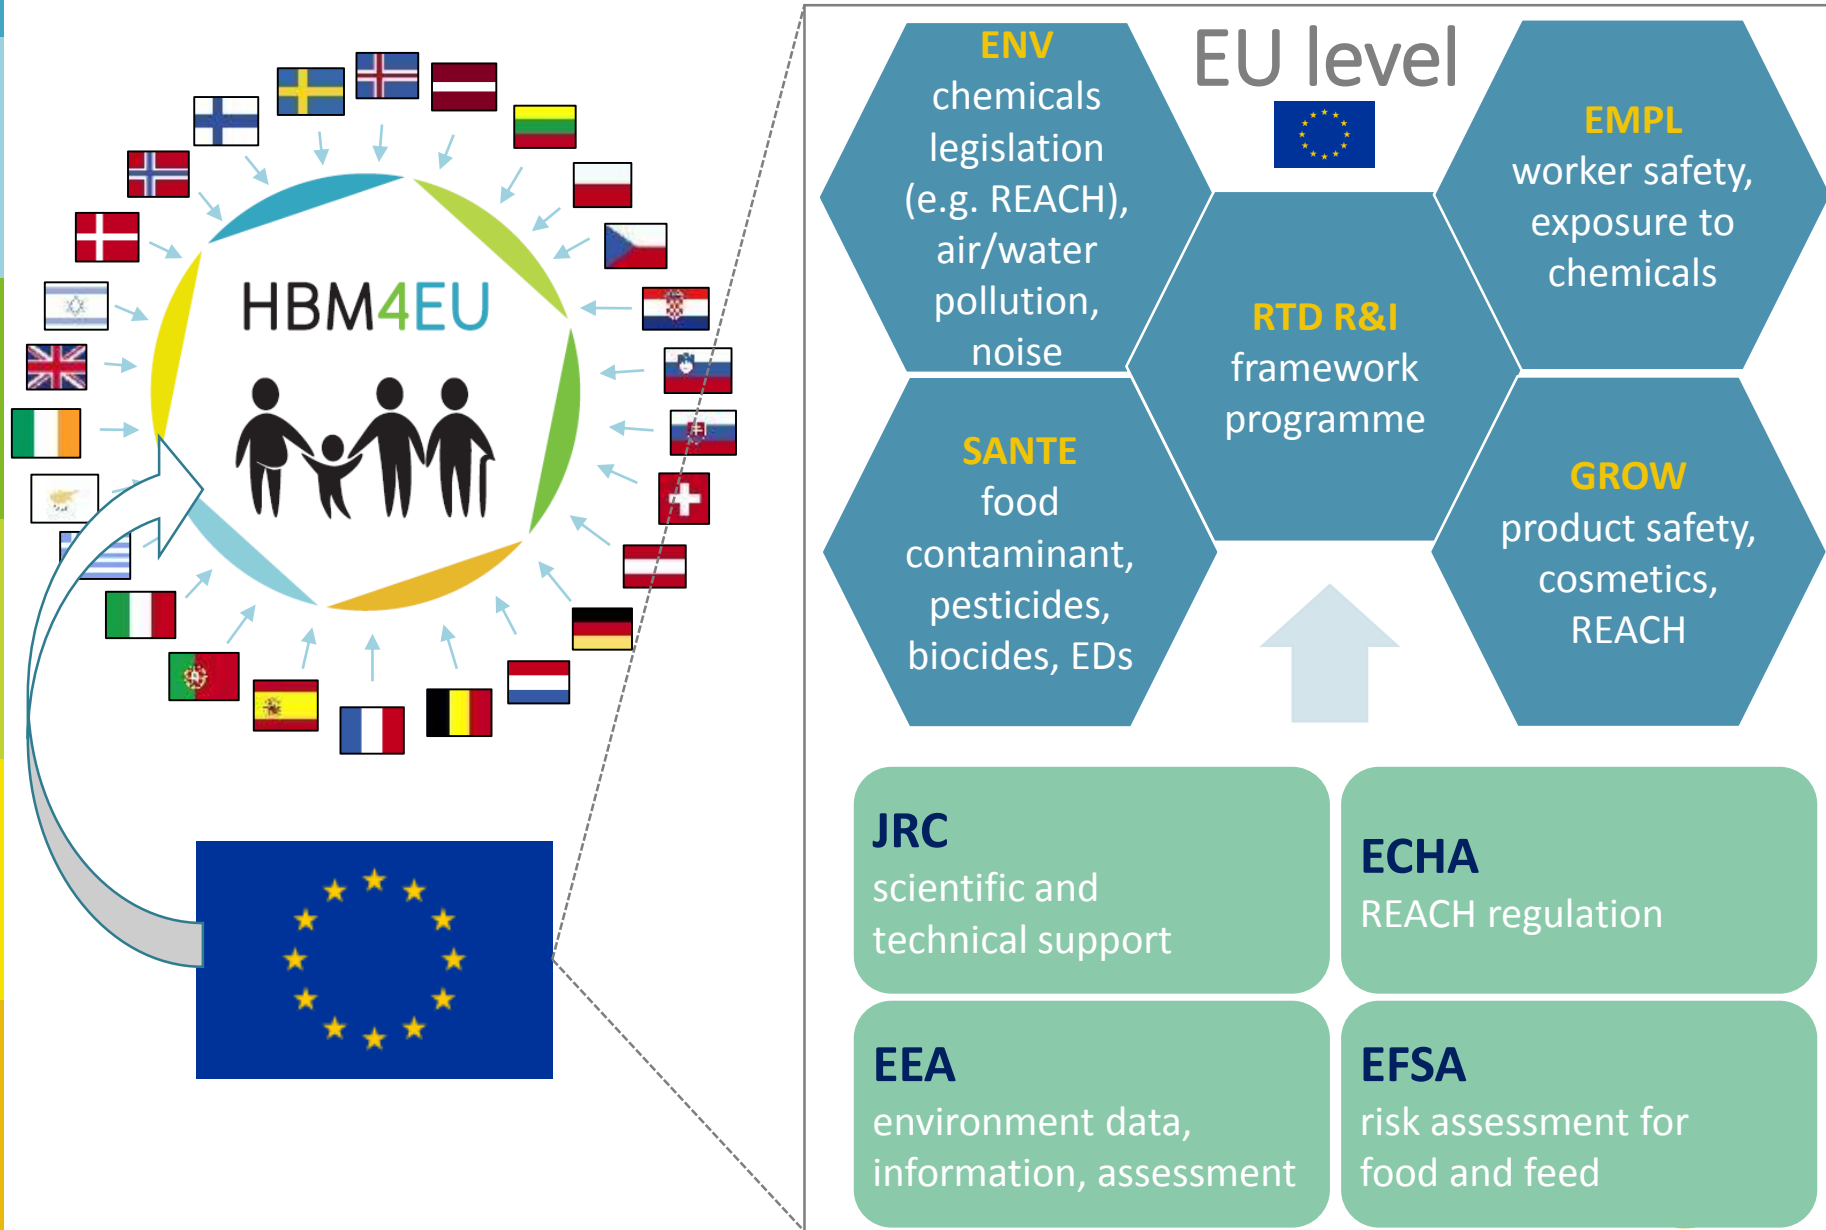 HBM4EU
EU level
ENV
chemicals
legislation
(e.g. REACH),
air/water
pollution,
noise
EMPL
worker safety,
exposure to
chemicals
RTD R&I
framework
programme
SANTE
food
contaminant,
pesticides,
biocides, EDs
GROW
product safety,
cosmetics,
REACH
JRC
scientific and
technical support
ECHA
REACH regulation
EEA
environment data,
information, assessment
EFSA
risk assessment for
food and feed